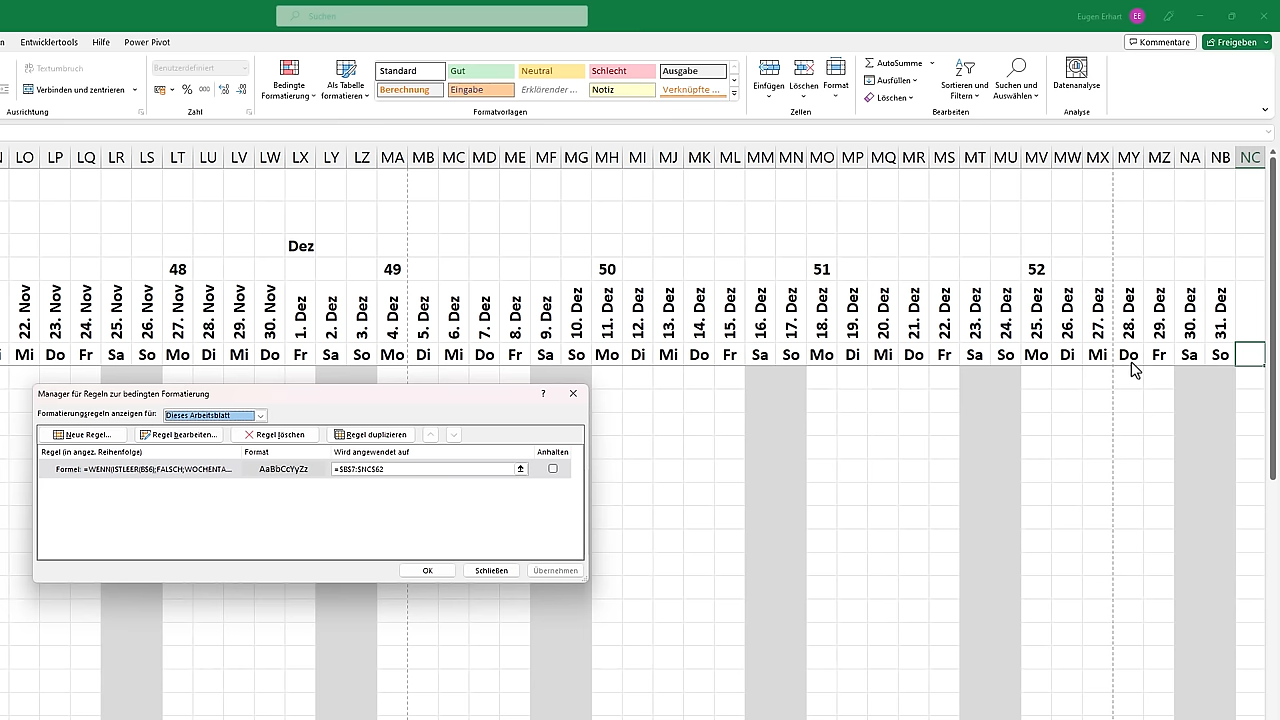 Suchen
Eugen Erhart EE
Entwicklertools Hilfe Power Pivot
Kommentare Freigeben
Textumbruch
Verbinden und zentrieren
Ausrichtung
Benutzerdefiniert
% 000
Zahl
Bedingte Formatierung
Als Tabelle formatieren
Standard Gut Neutral Schlecht Ausgabe
Berechnung Eingabe Erklärender ... Notiz Verknüpfte ...
Formatvorlagen
Einfügen Löschen Format
Zellen
AutoSumme
Ausfüllen
Löschen
Sortieren und Filtern
Suchen und Auswählen
Bearbeiten
Datenanalyse
Analyse
LO LP LQ LR LS LT LU LV LW LX LY LZ MA MB MC MD ME MF MG MH MI MJ MK ML MM MN MO MP MQ MR MS MT MU MV MW MX MY MZ NA NB NC
Dez
48 49 50 51 52
22. Nov 23. Nov 24. Nov 25. Nov 26. Nov 27. Nov 28. Nov 29. Nov 30. Nov 1. Dez 2. Dez 3. Dez 4. Dez 5. Dez 6. Dez 7. Dez 8. Dez 9. Dez 10. Dez 11. Dez 12. Dez 13. Dez 14. Dez 15. Dez 16. Dez 17. Dez 18. Dez 19. Dez 20. Dez 21. Dez 22. Dez 23. Dez 24. Dez 25. Dez 26. Dez 27. Dez 28. Dez 29. Dez 30. Dez 31. Dez
Mi Do Fr Sa So Mo Di Mi Do Fr Sa So Mo Di Mi Do Fr Sa So Mo Di Mi Do Fr Sa So Mo Di Mi Do Fr Sa So Mo Di Mi Do Fr Sa So
Manager für Regeln zur bedingten Formatierung ?
Formatierungsregeln anzeigen für: Dieses Arbeitsblatt
Neue Regel... Regel bearbeiten... Regel löschen Regel duplizieren
Regel (in angez. Reihenfolge) Format Wird angewendet auf Anhalten
Formel: =WENN(ISTLEER(B$6);FALSCH;WOCHENTA... AaBbCcYyZz =$B$7:$NC$62
OK Schließen Übernehmen